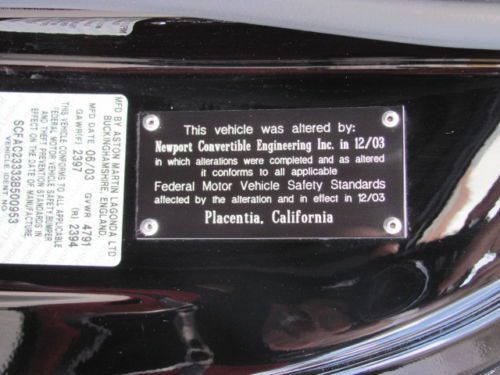 MFD BY ASTON MARTIN LAGONDA LTD
BUCKINGHAMSHIRE ENGLAND.
MFD DATE 06/03 GVWR 4791
GAWR(F) 2397 (R) 2394
THIS VEHICLE CONFORMS TO ALL APPLICABLE
FEDERAL MOTOR VEHICLE SAFETY, BUMPER
AND THEFT PREVENTION STANDARDS IN
EFFECT ON THE DATE OF MANUFACTURE
SCFAC23333B500953
VEHICLE IDENT NO
This vehicle was altered by:
Newport Convertible Engineering Inc. in 12/03
in which alterations were completed and as altered
it conforms to all applicable
Federal Motor Vehicle Safety Standards
affected by the alteration and in effect in 12/03
Placentia, California